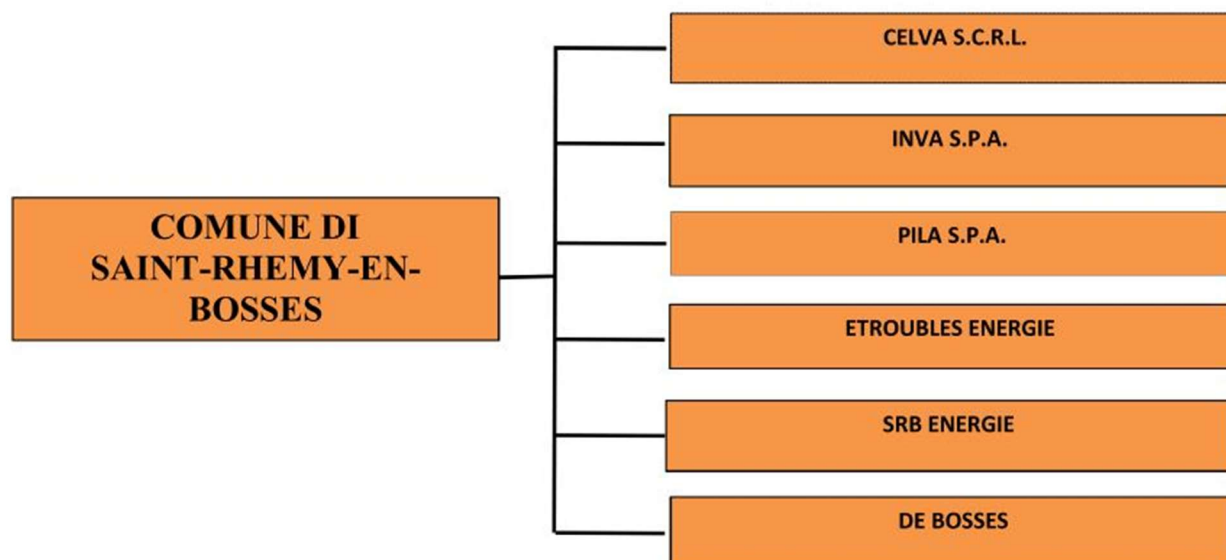 COMUNE DI
SAINT-RHEMY-EN-
BOSSES
CELVA S.C.R.L.
INVA S.P.A.
PILA S.P.A.
ETROUBLES ENERGIE
SRB ENERGIE
DE BOSSES